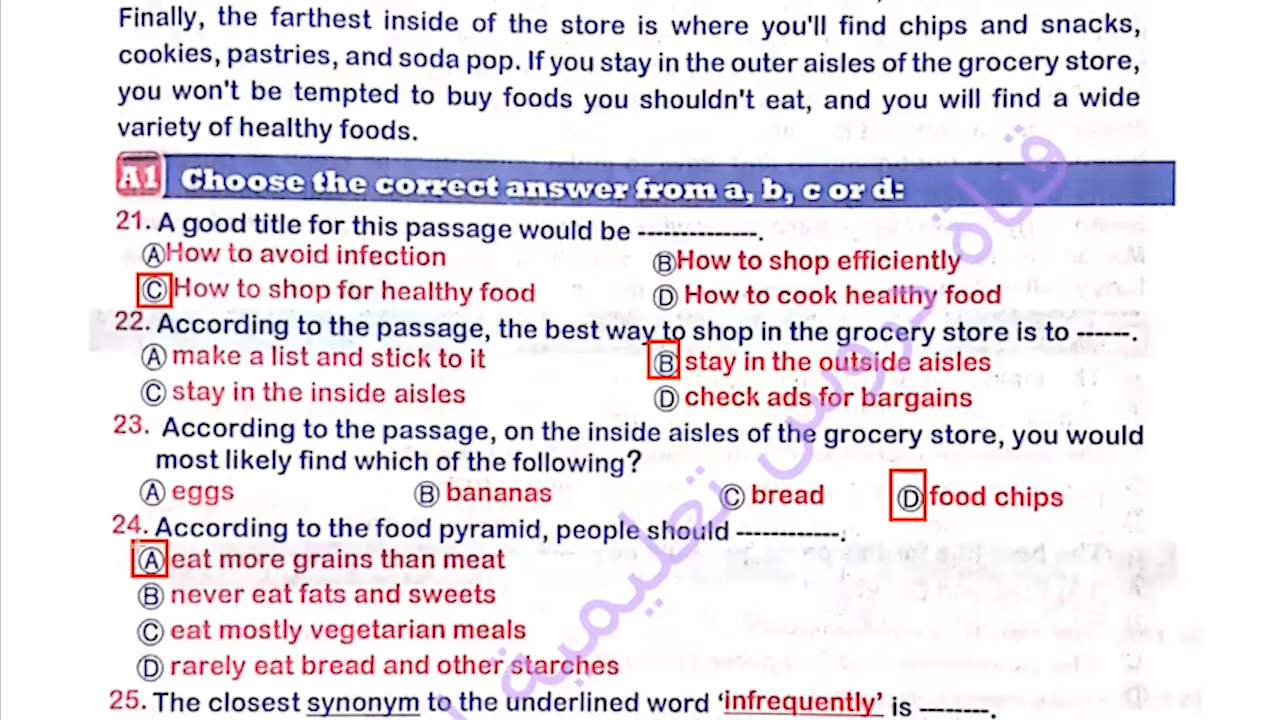 Finally, the farthest inside of the store is where you'll find chips and snacks,
cookies, pastries, and soda pop. If you stay in the outer aisles of the grocery store,
you won't be tempted to buy foods you shouldn't eat, and you will find a wide
variety of healthy foods.
A1 Choose the correct answer from a, b, c or d:
21. A good title for this passage would be -------------.
Ⓐ How to avoid infection Ⓑ How to shop efficiently
Ⓒ How to shop for healthy food Ⓓ How to cook healthy food
22. According to the passage, the best way to shop in the grocery store is to ------.
Ⓐ make a list and stick to it Ⓑ stay in the outside aisles
Ⓒ stay in the inside aisles Ⓓ check ads for bargains
23. According to the passage, on the inside aisles of the grocery store, you would
most likely find which of the following?
Ⓐ eggs Ⓑ bananas Ⓒ bread Ⓓ food chips
24. According to the food pyramid, people should ------------.
Ⓐ eat more grains than meat
Ⓑ never eat fats and sweets
Ⓒ eat mostly vegetarian meals
Ⓓ rarely eat bread and other starches
25. The closest synonym to the underlined word ‘infrequently’ is --------.
قناة دروس تعليمية